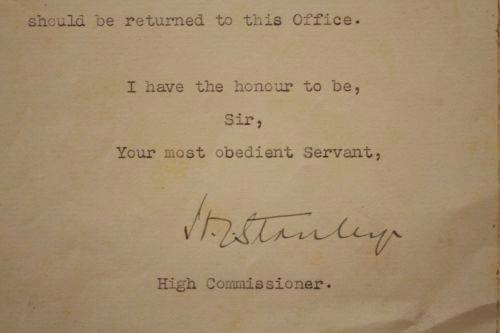 should be returned to this Office.
I have the honour to be,
Sir,
Your most obedient Servant,
H.J. Stanley
High Commissioner.